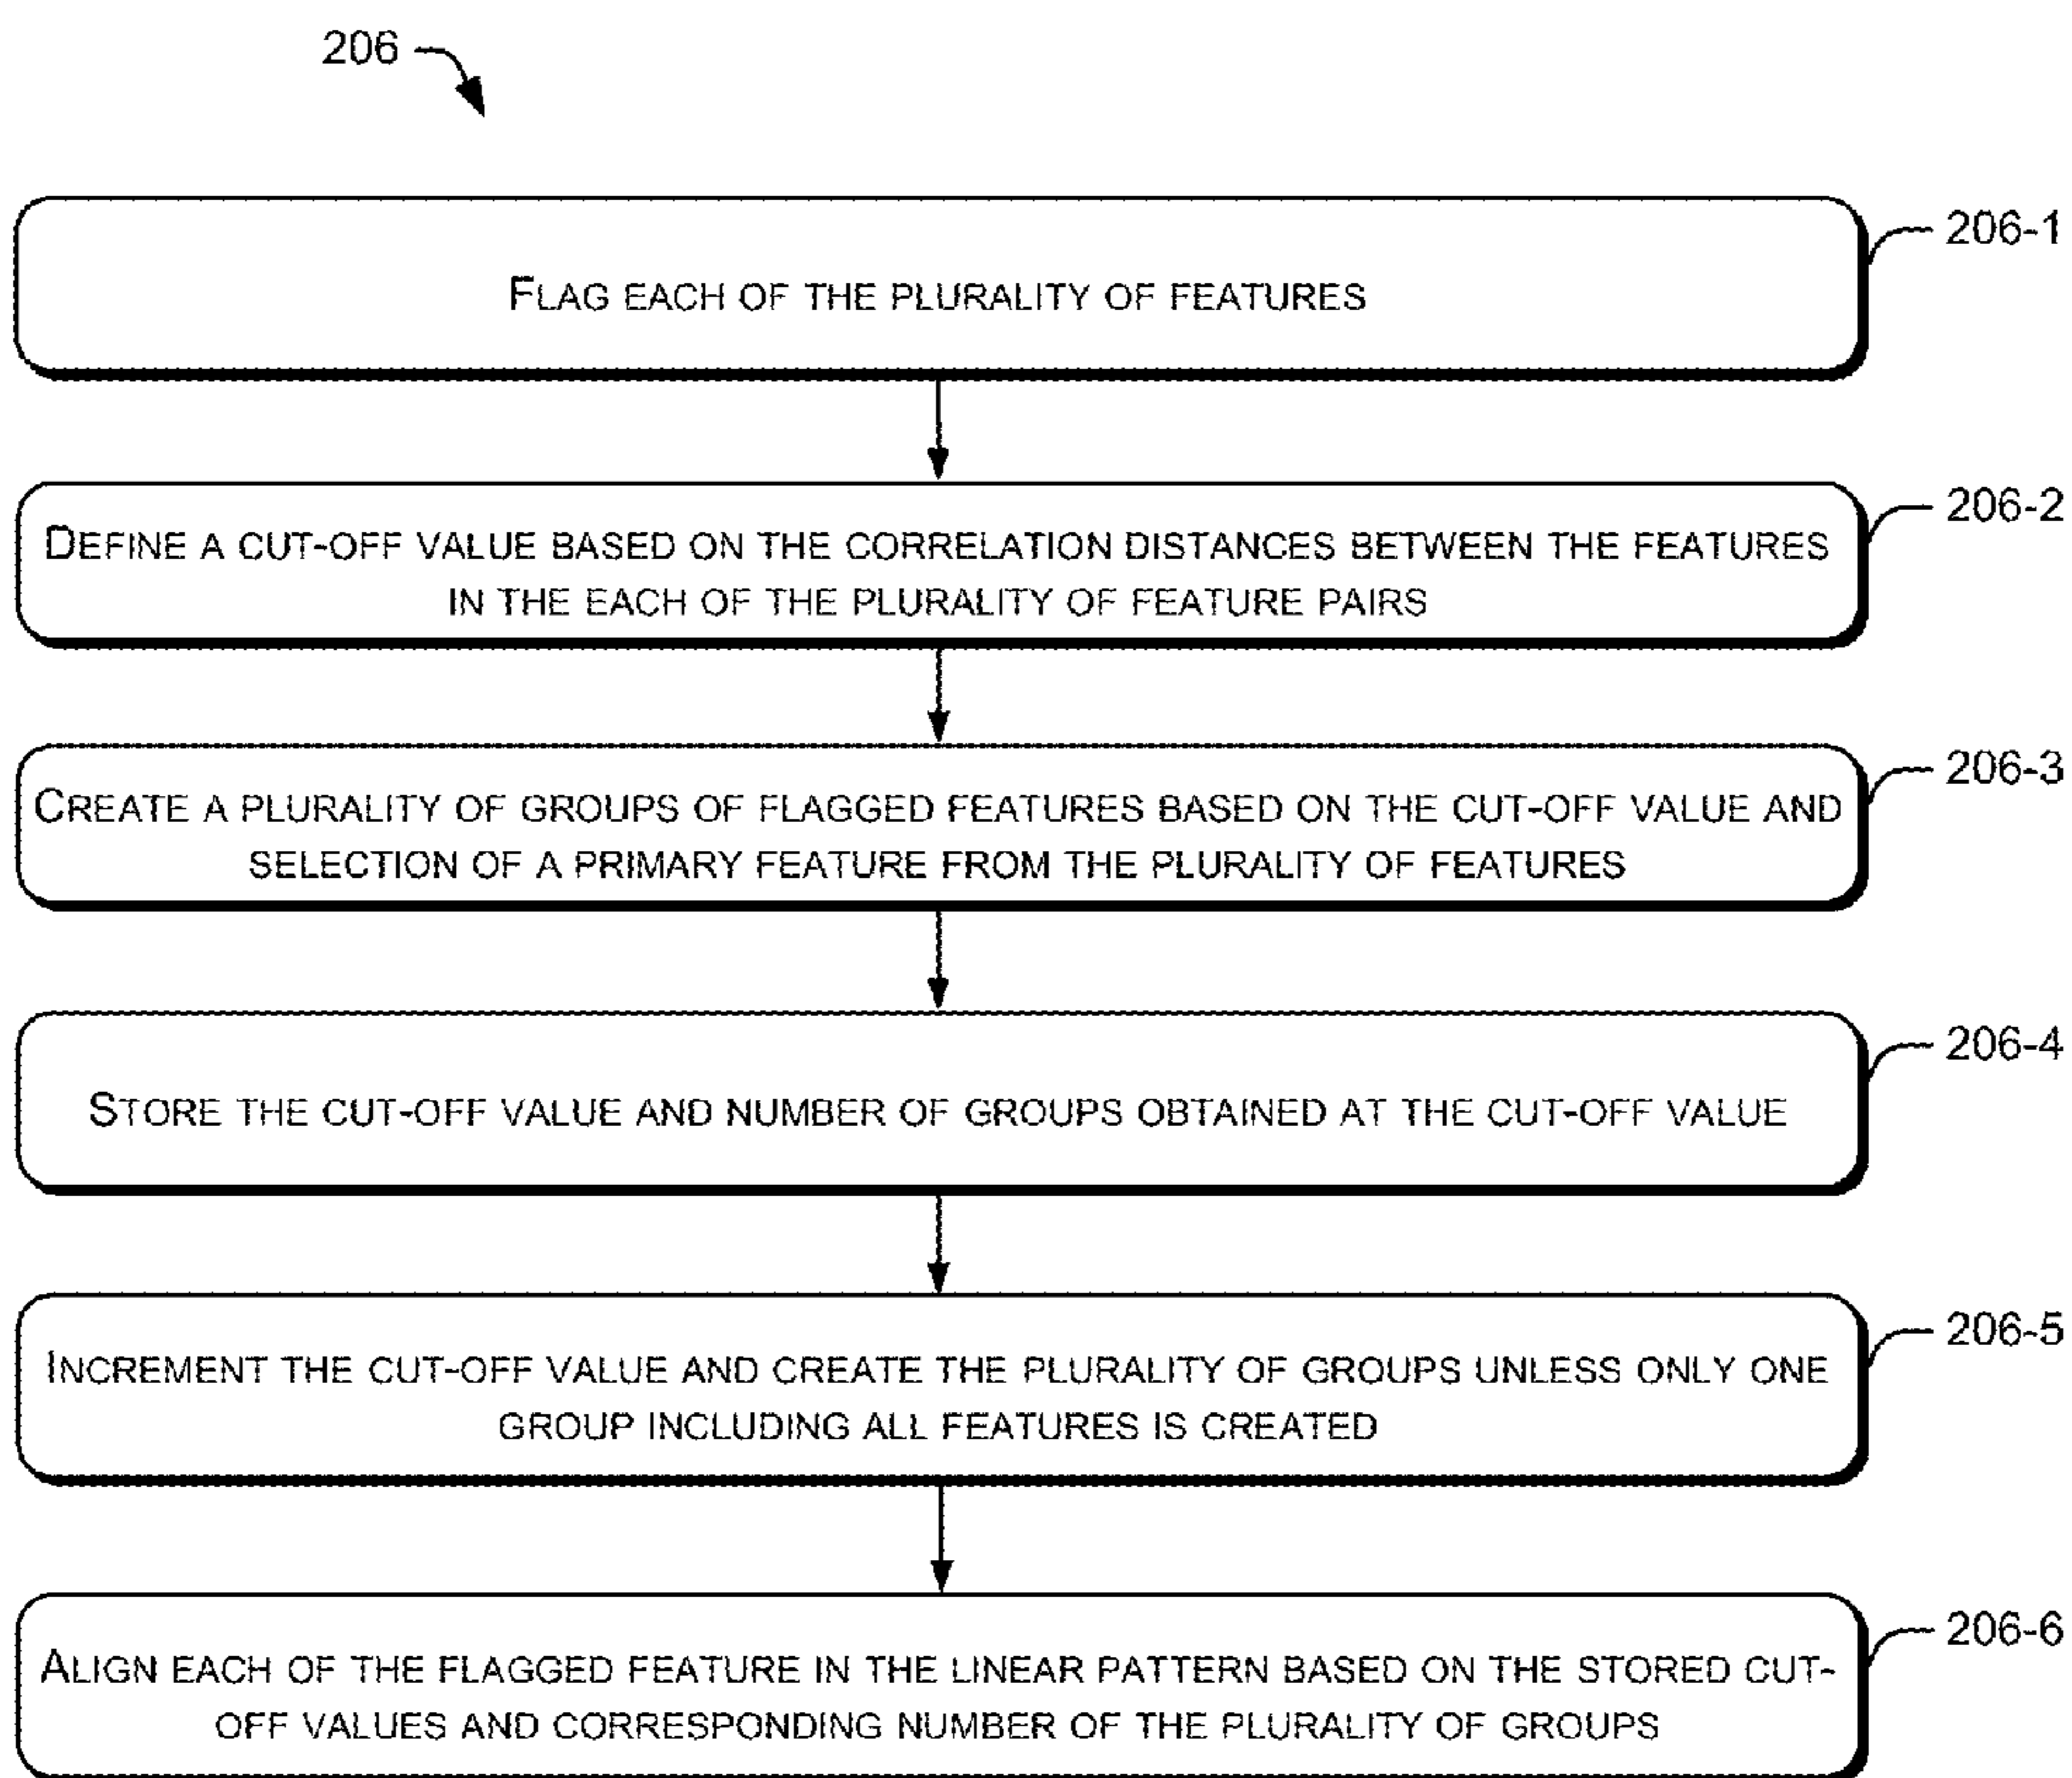 206
206-1
FLAG EACH OF THE PLURALITY OF FEATURES
206-2
DEFINE A CUT-OFF VALUE BASED ON THE CORRELATION DISTANCES BETWEEN THE FEATURES
IN THE EACH OF THE PLURALITY OF FEATURE PAIRS
206-3
CREATE A PLURALITY OF GROUPS OF FLAGGED FEATURES BASED ON THE CUT-OFF VALUE AND
SELECTION OF A PRIMARY FEATURE FROM THE PLURALITY OF FEATURES
206-4
STORE THE CUT-OFF VALUE AND NUMBER OF GROUPS OBTAINED AT THE CUT-OFF VALUE
206-5
INCREMENT THE CUT-OFF VALUE AND CREATE THE PLURALITY OF GROUPS UNLESS ONLY ONE
GROUP INCLUDING ALL FEATURES IS CREATED
206-6
ALIGN EACH OF THE FLAGGED FEATURE IN THE LINEAR PATTERN BASED ON THE STORED CUT-
OFF VALUES AND CORRESPONDING NUMBER OF THE PLURALITY OF GROUPS